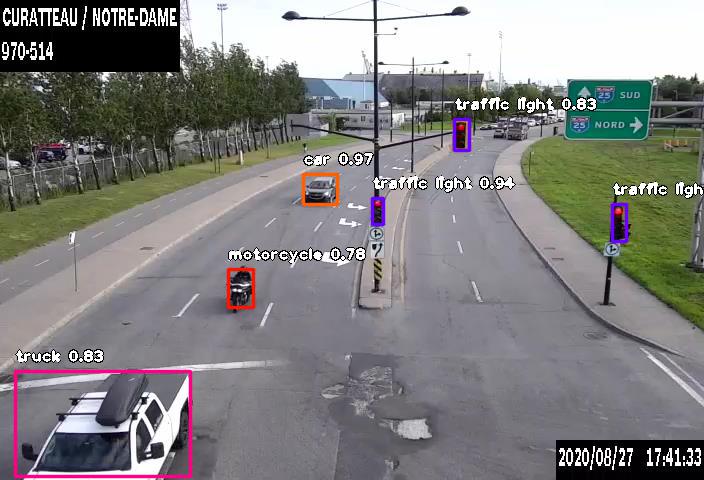 CURATTEAU / NOTRE-DAME
970-514
traffic light 0.83
25 SUD
25 NORD
car 0.97
traffic light 0.94
traffic ligh
motorcycle 0.78
truck 0.83
2020/08/27 17:41:33